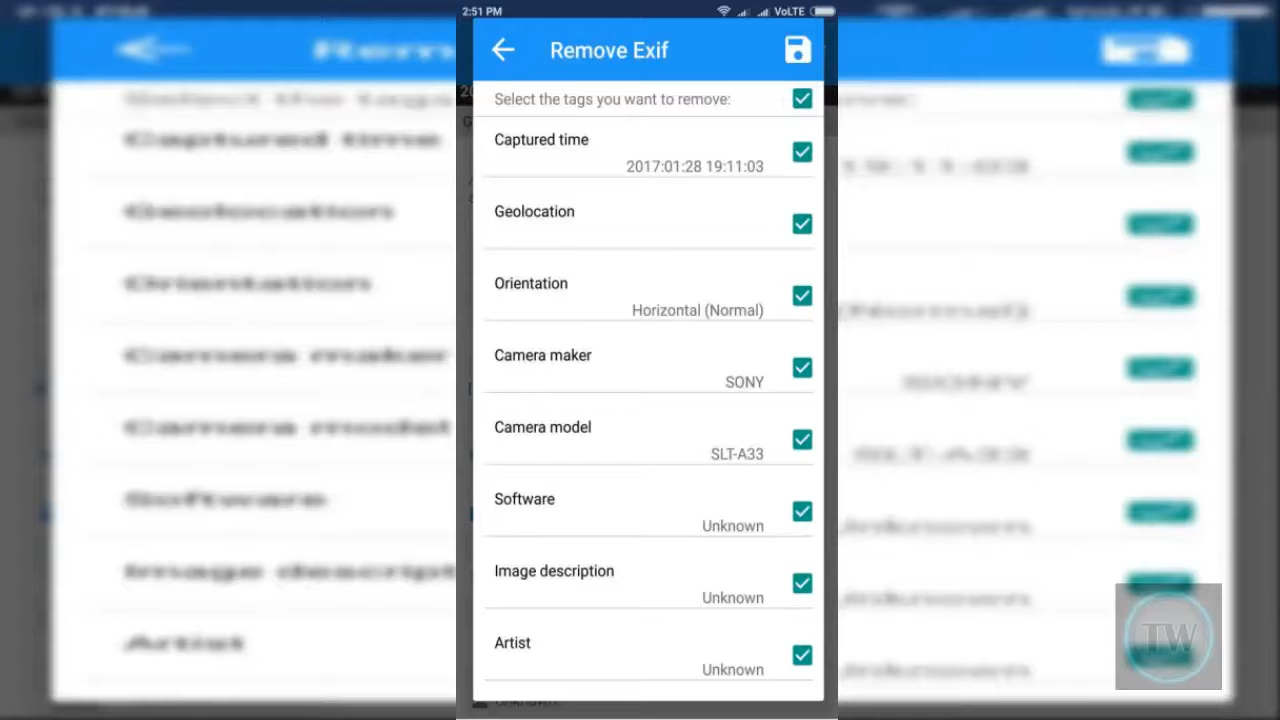 2:51 PM
VoLTE
Remove Exif
Select the tags you want to remove:
Captured time
2017:01:28 19:11:03
Geolocation
Orientation
Horizontal (Normal)
Camera maker
SONY
Camera model
SLT-A33
Software
Unknown
Image description
Unknown
Artist
Unknown
TW